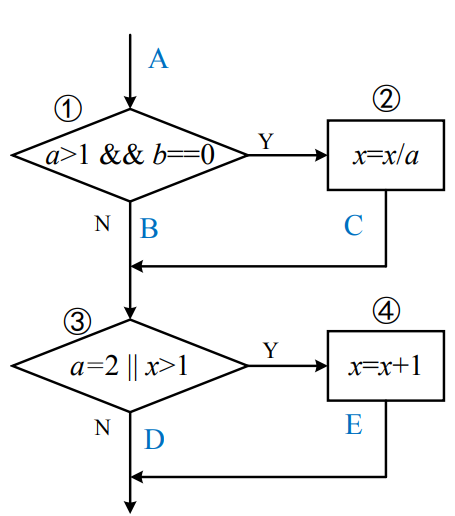 A
①
②
a>1 && b==0
Y
x=x/a
N
B
C
③
④
a=2 || x>1
Y
x=x+1
N
D
E